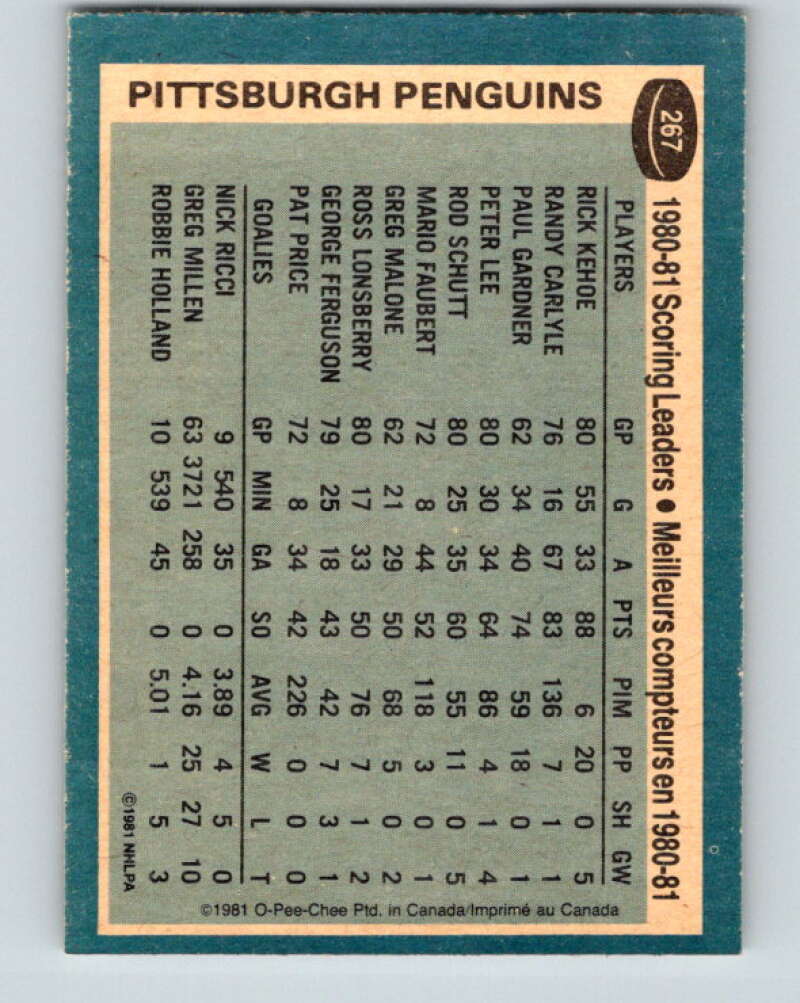 PITTSBURGH PENGUINS
267
1980-81 Scoring Leaders • Meilleurs compteurs en 1980-81
PLAYERS GP G A PTS PIM PP SH GW
RICK KEHOE 80 55 33 88 6 20 0 5
RANDY CARLYLE 76 16 67 83 136 7 1 1
PAUL GARDNER 62 34 40 74 59 18 0 1
PETER LEE 80 30 34 64 86 4 1 4
ROD SCHUTT 80 25 35 60 55 11 0 5
MARIO FAUBERT 72 8 44 52 118 3 0 1
GREG MALONE 62 21 29 50 68 5 0 2
ROSS LONSBERRY 80 17 33 50 76 7 1 2
GEORGE FERGUSON 79 25 18 43 42 7 3 1
PAT PRICE 72 8 34 42 226 0 0 0
GOALIES GP MIN GA SO AVG W L T
NICK RICCI 9 540 35 0 3.89 4 5 0
GREG MILLEN 63 3721 258 0 4.16 25 27 10
ROBBIE HOLLAND 10 539 45 0 5.01 1 5 3
©1981 NHLPA
©1981 O-Pee-Chee Ptd. in Canada/Imprimé au Canada